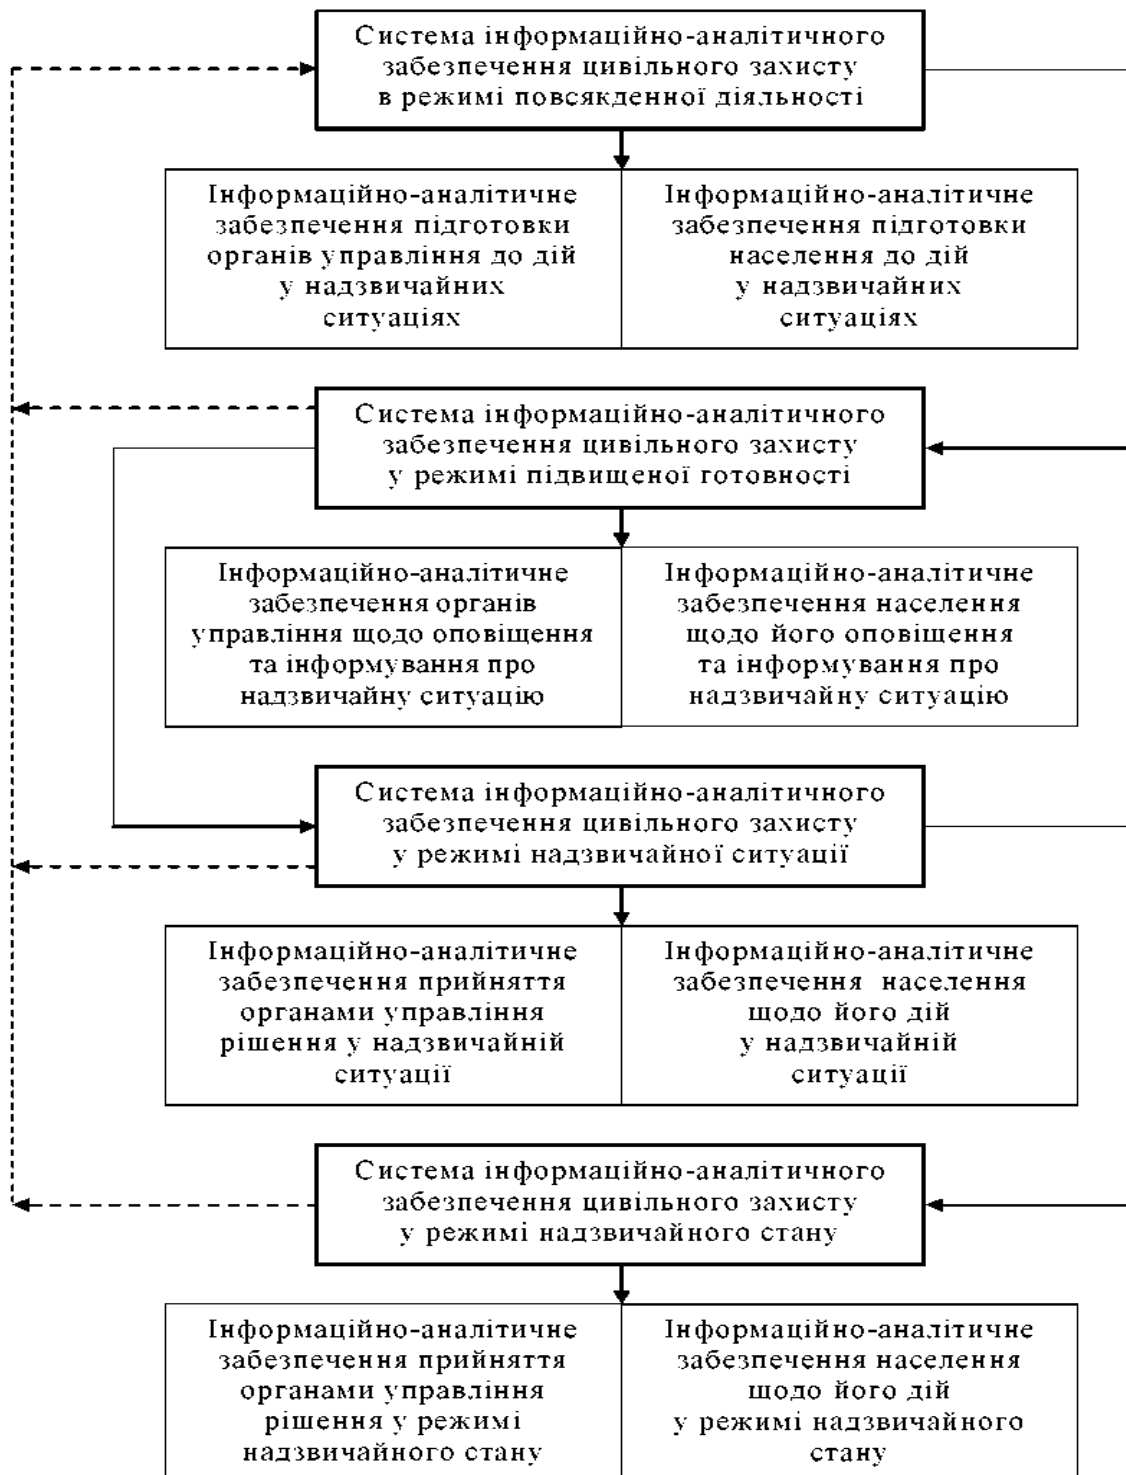 Система інформаційно-аналітичного
забезпечення цивільного захисту
в режимі повсякденної діяльності
Інформаційно-аналітичне
забезпечення підготовки
органів управління до дій
у надзвичайних
ситуаціях
Інформаційно-аналітичне
забезпечення підготовки
населення до дій
у надзвичайних
ситуаціях
Система інформаційно-аналітичного
забезпечення цивільного захисту
у режимі підвищеної готовності
Інформаційно-аналітичне
забезпечення органів
управління щодо оповіщення
та інформування про
надзвичайну ситуацію
Інформаційно-аналітичне
забезпечення населення
щодо його оповіщення
та інформування про
надзвичайну ситуацію
Система інформаційно-аналітичного
забезпечення цивільного захисту
у режимі надзвичайної ситуації
Інформаційно-аналітичне
забезпечення прийняття
органами управління
рішення у надзвичайній
ситуації
Інформаційно-аналітичне
забезпечення населення
щодо його дій
у надзвичайній
ситуації
Система інформаційно-аналітичного
забезпечення цивільного захисту
у режимі надзвичайного стану
Інформаційно-аналітичне
забезпечення прийняття
органами управління
рішення у режимі
надзвичайного стану
Інформаційно-аналітичне
забезпечення населення
щодо його дій
у режимі надзвичайного
стану